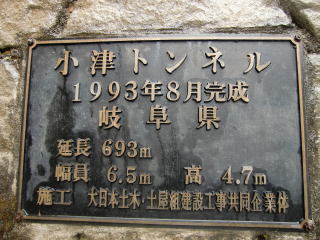 小津トンネル
1993年8月完成
岐阜県
延長 693m
幅員 6.5m 高 4.7m
施工 大日本土木・土屋組建設工事共同企業体